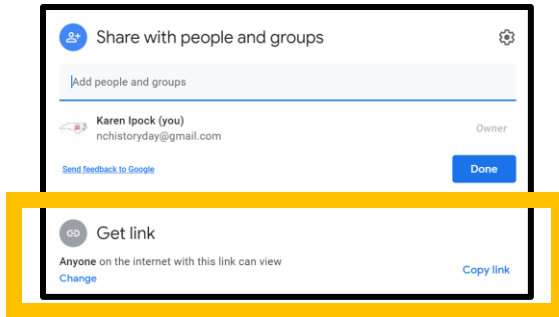 Share with people and groups
Add people and groups
Karen Ipock (you)
nchistoryday@gmail.com
Owner
Send feedback to Google
Done
Get link
Anyone on the internet with this link can view
Change
Copy link